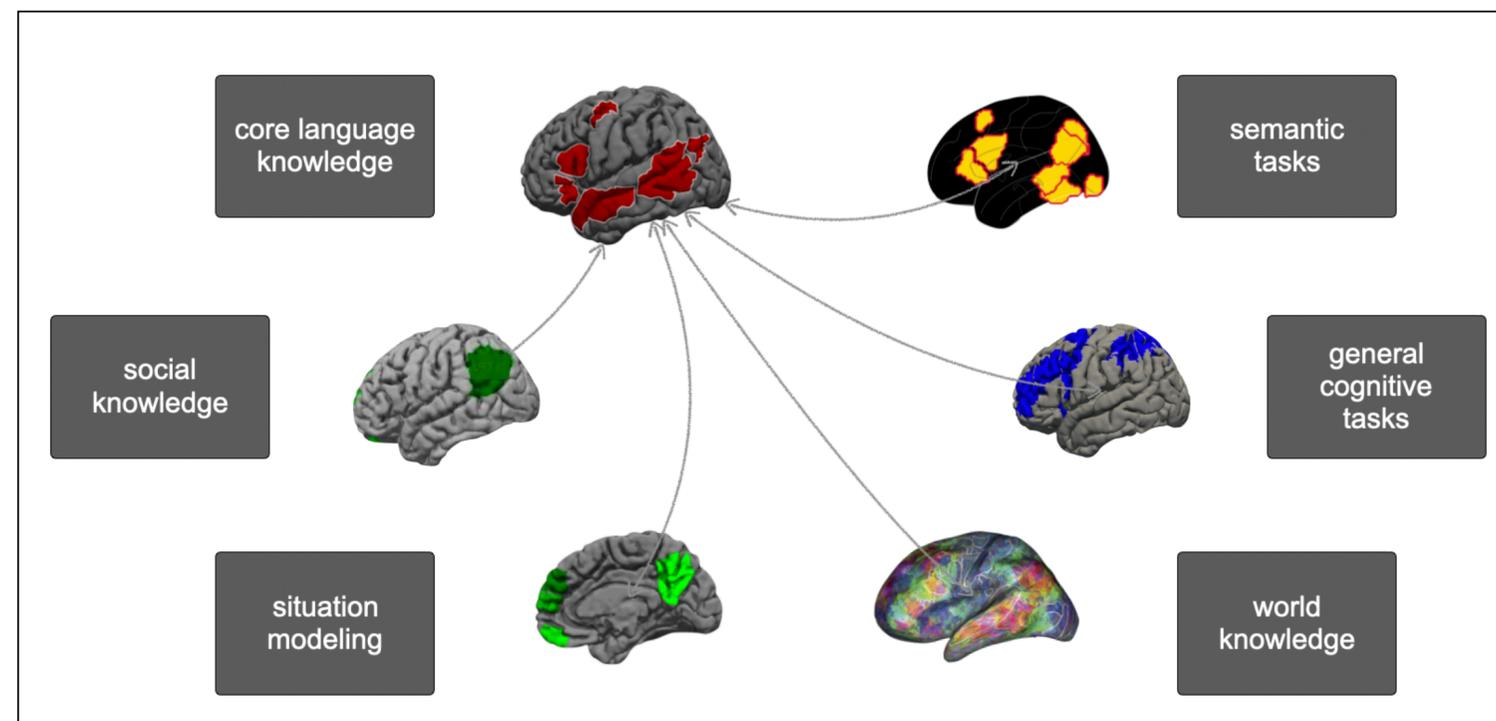 core language
knowledge
semantic
tasks
social
knowledge
general
cognitive
tasks
situation
modeling
world
knowledge